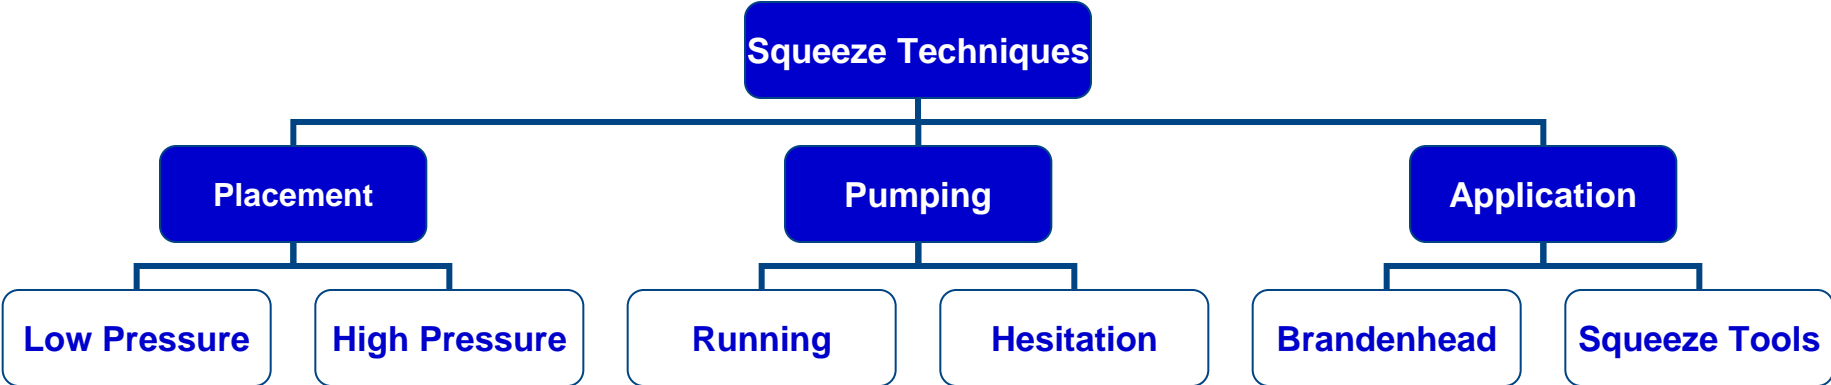 Squeeze Techniques
Placement
Pumping
Application
Low Pressure
High Pressure
Running
Hesitation
Brandenhead
Squeeze Tools